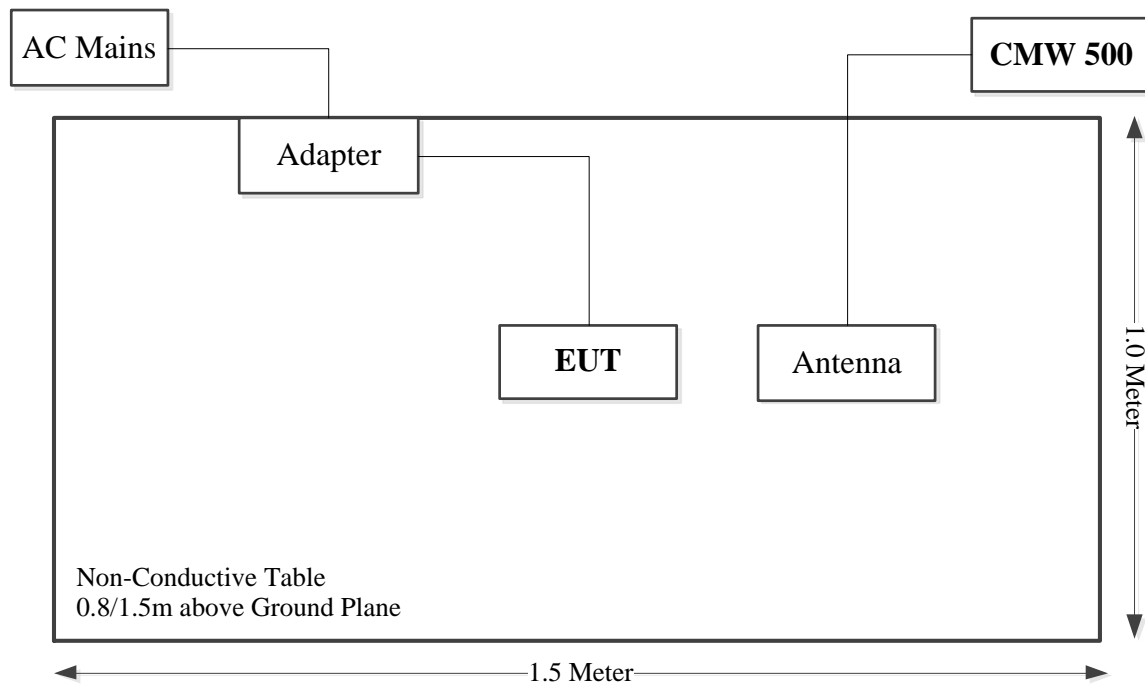 AC Mains
CMW 500
Adapter
EUT
Antenna
1.0 Meter
Non-Conductive Table
0.8/1.5m above Ground Plane
1.5 Meter